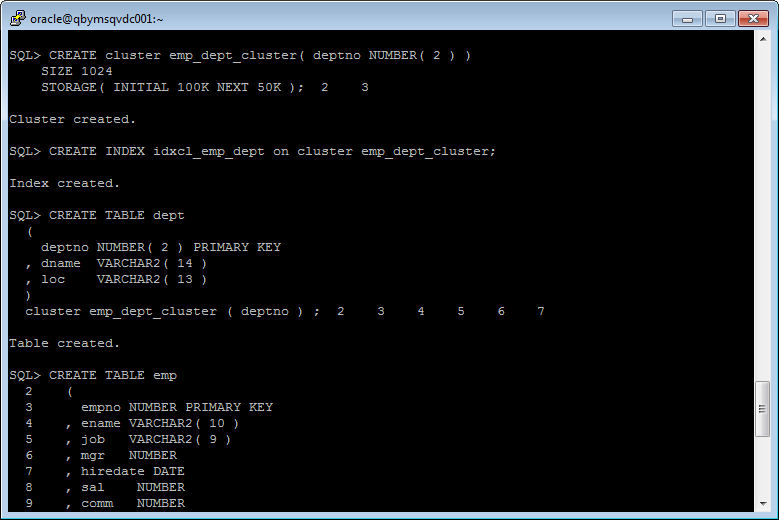 oracle@qbymsqvdc001:~
SQL> CREATE cluster emp_dept_cluster( deptno NUMBER( 2 ) )
    SIZE 1024
    STORAGE( INITIAL 100K NEXT 50K );  2    3
Cluster created.
SQL> CREATE INDEX idxcl_emp_dept on cluster emp_dept_cluster;
Index created.
SQL> CREATE TABLE dept
  (
    deptno NUMBER( 2 ) PRIMARY KEY
  , dname  VARCHAR2( 14 )
  , loc    VARCHAR2( 13 )
  )
  cluster emp_dept_cluster ( deptno ) ;  2    3    4    5    6    7
Table created.
SQL> CREATE TABLE emp
  2    (
  3      empno NUMBER PRIMARY KEY
  4    , ename VARCHAR2( 10 )
  5    , job   VARCHAR2( 9 )
  6    , mgr   NUMBER
  7    , hiredate DATE
  8    , sal    NUMBER
  9    , comm   NUMBER